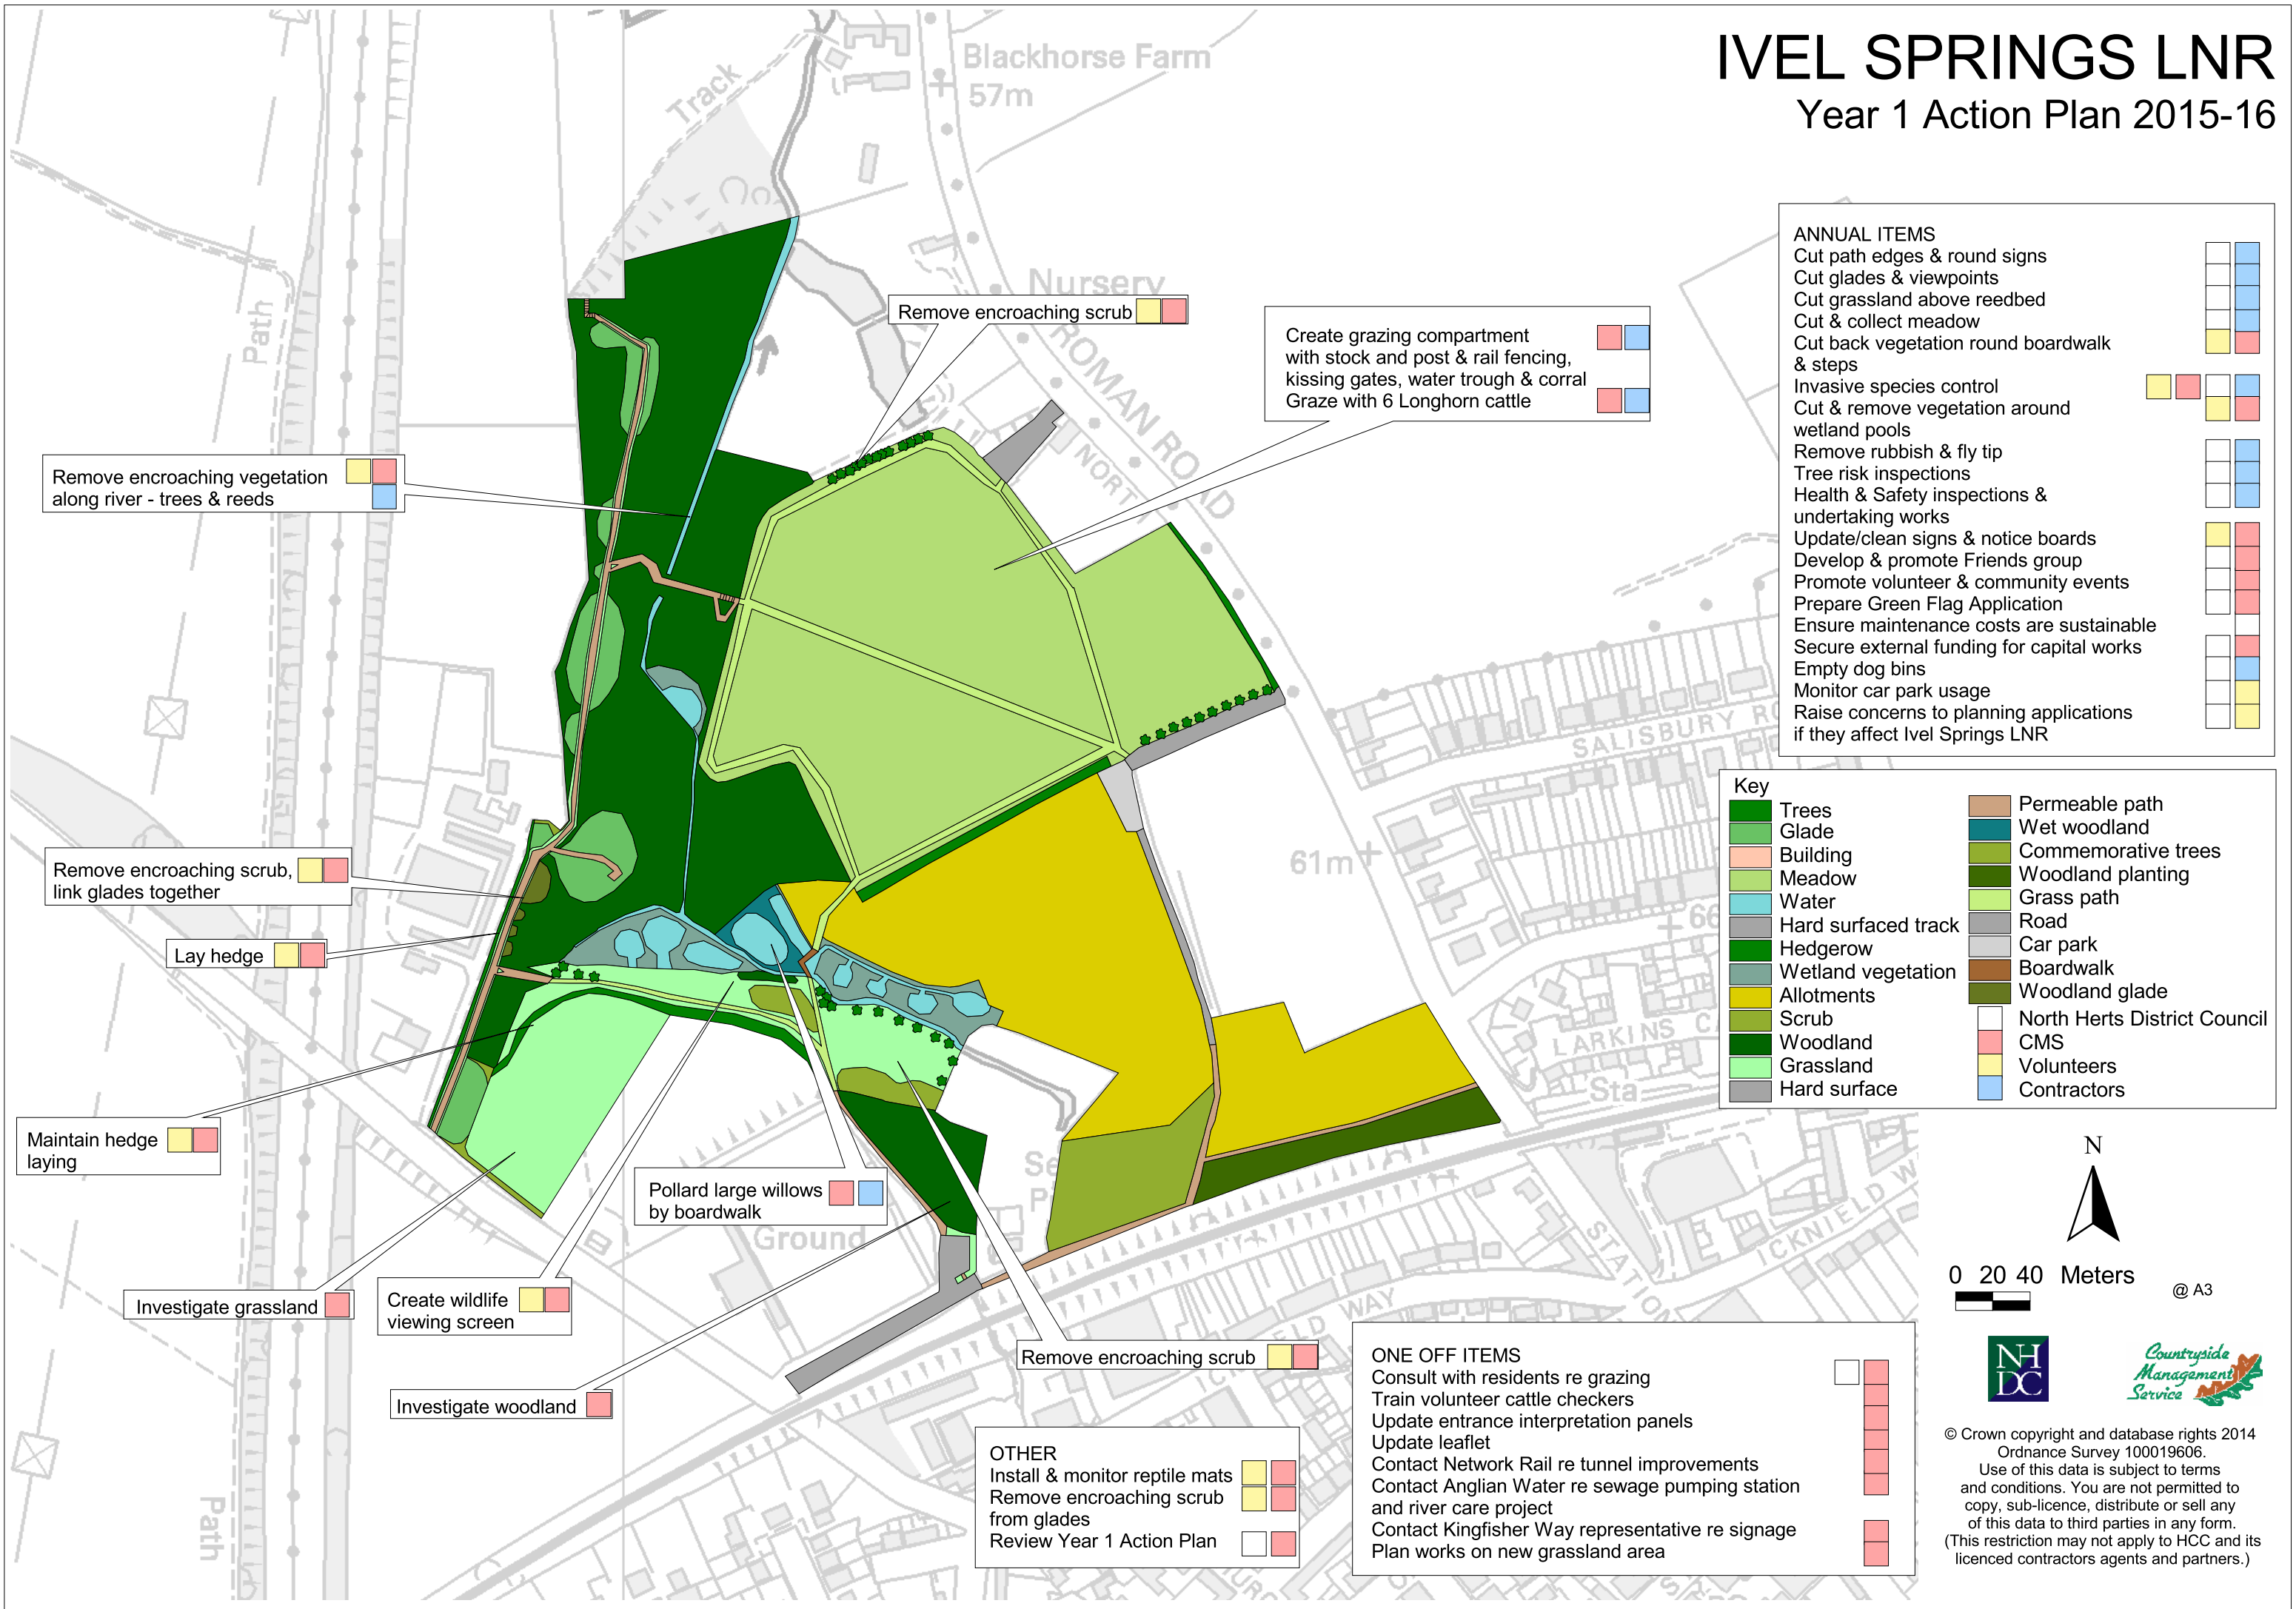 IVEL SPRINGS LNR
Year 1 Action Plan 2015-16
Blackhorse Farm
57m
Track
Path
Nursery
ROMAN ROAD
NORT
Remove encroaching scrub
Create grazing compartment
with stock and post & rail fencing,
kissing gates, water trough & corral
Graze with 6 Longhorn cattle
Remove encroaching vegetation
along river - trees & reeds
Remove encroaching scrub,
link glades together
Lay hedge
Maintain hedge
laying
Investigate grassland
Create wildlife
viewing screen
Investigate woodland
Pollard large willows
by boardwalk
Remove encroaching scrub
Ground
Path
61m
66
SALISBURY RO
LARKINS C
Sta
Se
P
STATION
ICKNIELD W
ICKNIELD WAY
ANNUAL ITEMS
Cut path edges & round signs
Cut glades & viewpoints
Cut grassland above reedbed
Cut & collect meadow
Cut back vegetation round boardwalk
& steps
Invasive species control
Cut & remove vegetation around
wetland pools
Remove rubbish & fly tip
Tree risk inspections
Health & Safety inspections &
undertaking works
Update/clean signs & notice boards
Develop & promote Friends group
Promote volunteer & community events
Prepare Green Flag Application
Ensure maintenance costs are sustainable
Secure external funding for capital works
Empty dog bins
Monitor car park usage
Raise concerns to planning applications
if they affect Ivel Springs LNR
Key
Trees
Glade
Building
Meadow
Water
Hard surfaced track
Hedgerow
Wetland vegetation
Allotments
Scrub
Woodland
Grassland
Hard surface
Permeable path
Wet woodland
Commemorative trees
Woodland planting
Grass path
Road
Car park
Boardwalk
Woodland glade
North Herts District Council
CMS
Volunteers
Contractors
N
0 20 40 Meters
@ A3
NH
DC
Countryside
Management
Service
© Crown copyright and database rights 2014
Ordnance Survey 100019606.
Use of this data is subject to terms
and conditions. You are not permitted to
copy, sub-licence, distribute or sell any
of this data to third parties in any form.
(This restriction may not apply to HCC and its
licenced contractors agents and partners.)
OTHER
Install & monitor reptile mats
Remove encroaching scrub
from glades
Review Year 1 Action Plan
ONE OFF ITEMS
Consult with residents re grazing
Train volunteer cattle checkers
Update entrance interpretation panels
Update leaflet
Contact Network Rail re tunnel improvements
Contact Anglian Water re sewage pumping station
and river care project
Contact Kingfisher Way representative re signage
Plan works on new grassland area